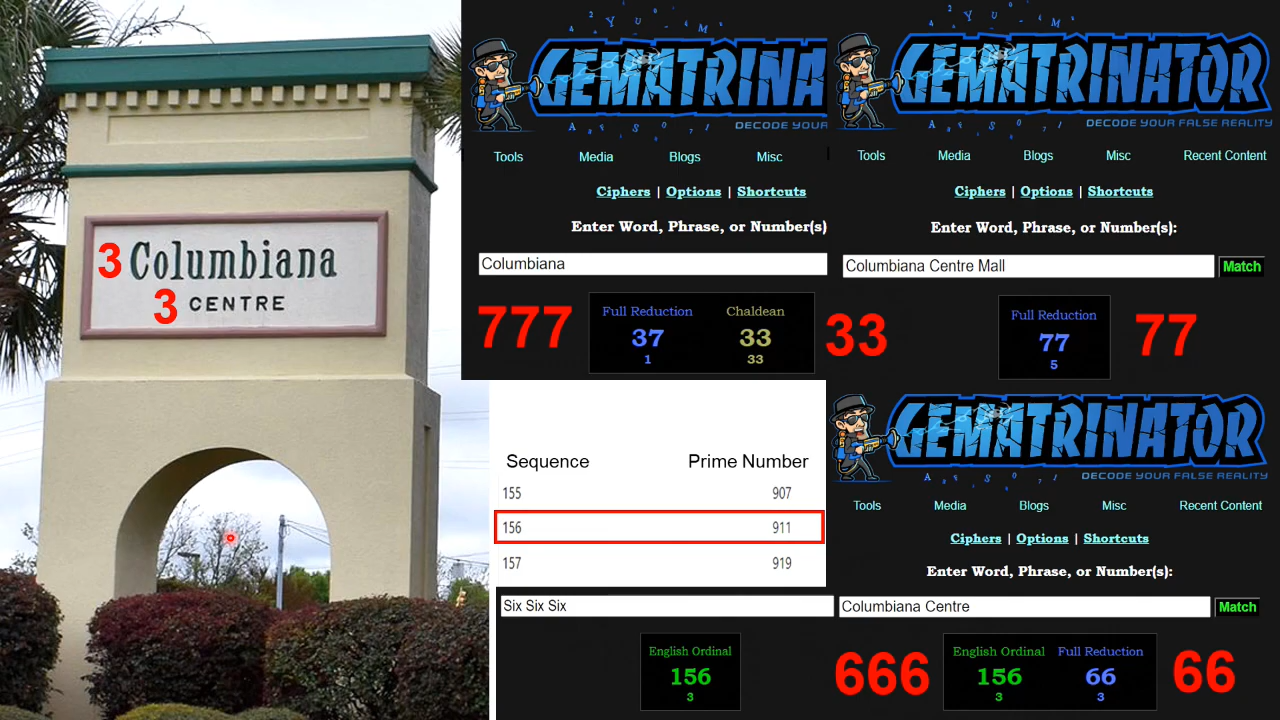 3 Columbiana
3 CENTRE
GEMATRINA
DECODE YOUR
Tools Media Blogs Misc
Ciphers | Options | Shortcuts
Enter Word, Phrase, or Number(s)
Columbiana
777
Full Reduction Chaldean
37 33
1 33
33
GEMATRINATOR
DECODE YOUR FALSE REALITY
Tools Media Blogs Misc Recent Content
Ciphers | Options | Shortcuts
Enter Word, Phrase, or Number(s):
Columbiana Centre Mall Match
Full Reduction
77
5
77
Sequence Prime Number
155 907
156 911
157 919
Six Six Six
English Ordinal
156
3
GEMATRINATOR
DECODE YOUR FALSE REALITY
Tools Media Blogs Misc Recent Content
Ciphers | Options | Shortcuts
Enter Word, Phrase, or Number(s):
Columbiana Centre Match
666
English Ordinal Full Reduction
156 66
3 3
66